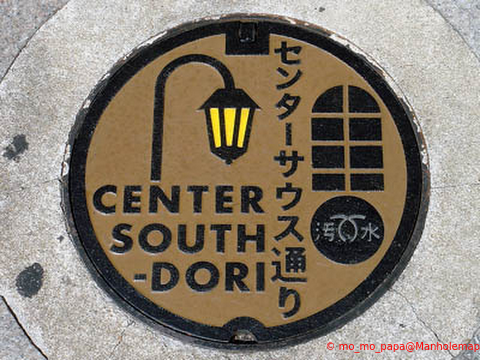 CENTER
SOUTH
-DORI
センターサウス通り
汚水
© mo_mo_papa@Manholemap